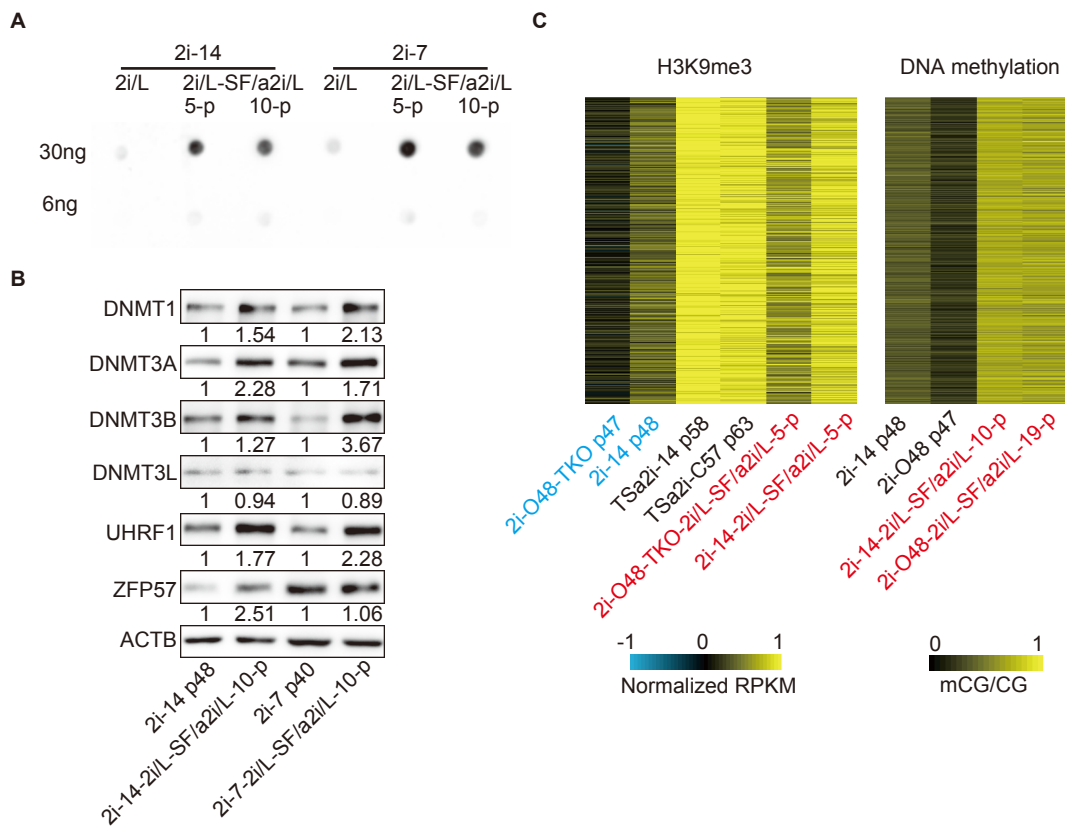 A
2i-14
2i-7
2i/L
2i/L-SF/a2i/L
2i/L
2i/L-SF/a2i/L
5-p
10-p
5-p
10-p
30ng
6ng
B
DNMT1
1 1.54 1 2.13
DNMT3A
1 2.28 1 1.71
DNMT3B
1 1.27 1 3.67
DNMT3L
1 0.94 1 0.89
UHRF1
1 1.77 1 2.28
ZFP57
1 2.51 1 1.06
ACTB
2i-14 p48
2i-14-2i/L-SF/a2i/L-10-p
2i-7 p40
2i-7-2i/L-SF/a2i/L-10-p
C
H3K9me3
DNA methylation
2i-O48-TKO p47
2i-14 p48
TSa2i-14 p58
TSa2i-C57 p63
2i-O48-TKO-2i/L-SF/a2i/L-5-p
2i-14-2i/L-SF/a2i/L-5-p
2i-14 p48
2i-O48 p47
2i-14-2i/L-SF/a2i/L-10-p
2i-O48-2i/L-SF/a2i/L-19-p
-1 0 1
Normalized RPKM
0 1
mCG/CG